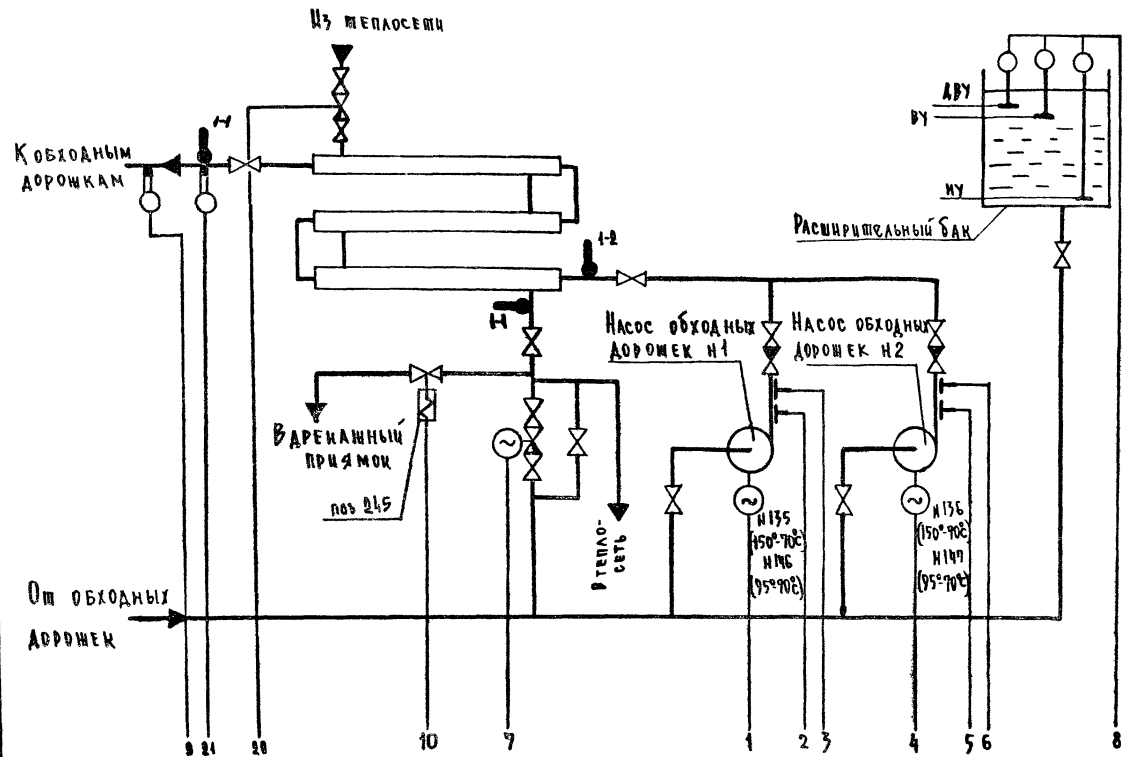 Из теплосети
К обходным
дорожкам
1-2
ДВУ
ВУ
НУ
Расширительный бак
Насос обходных
дорожек Н1
Насос обходных
дорожек Н2
В дренажный
приямок
поз 245
В тепло-
сеть
Н135
(150°-70°С)
Н146
(95°-70°С)
Н136
(150°-70°С)
Н147
(95°-70°С)
От обходных
дорожек
9 21 20 10 7 1 2 3 4 5 6 8